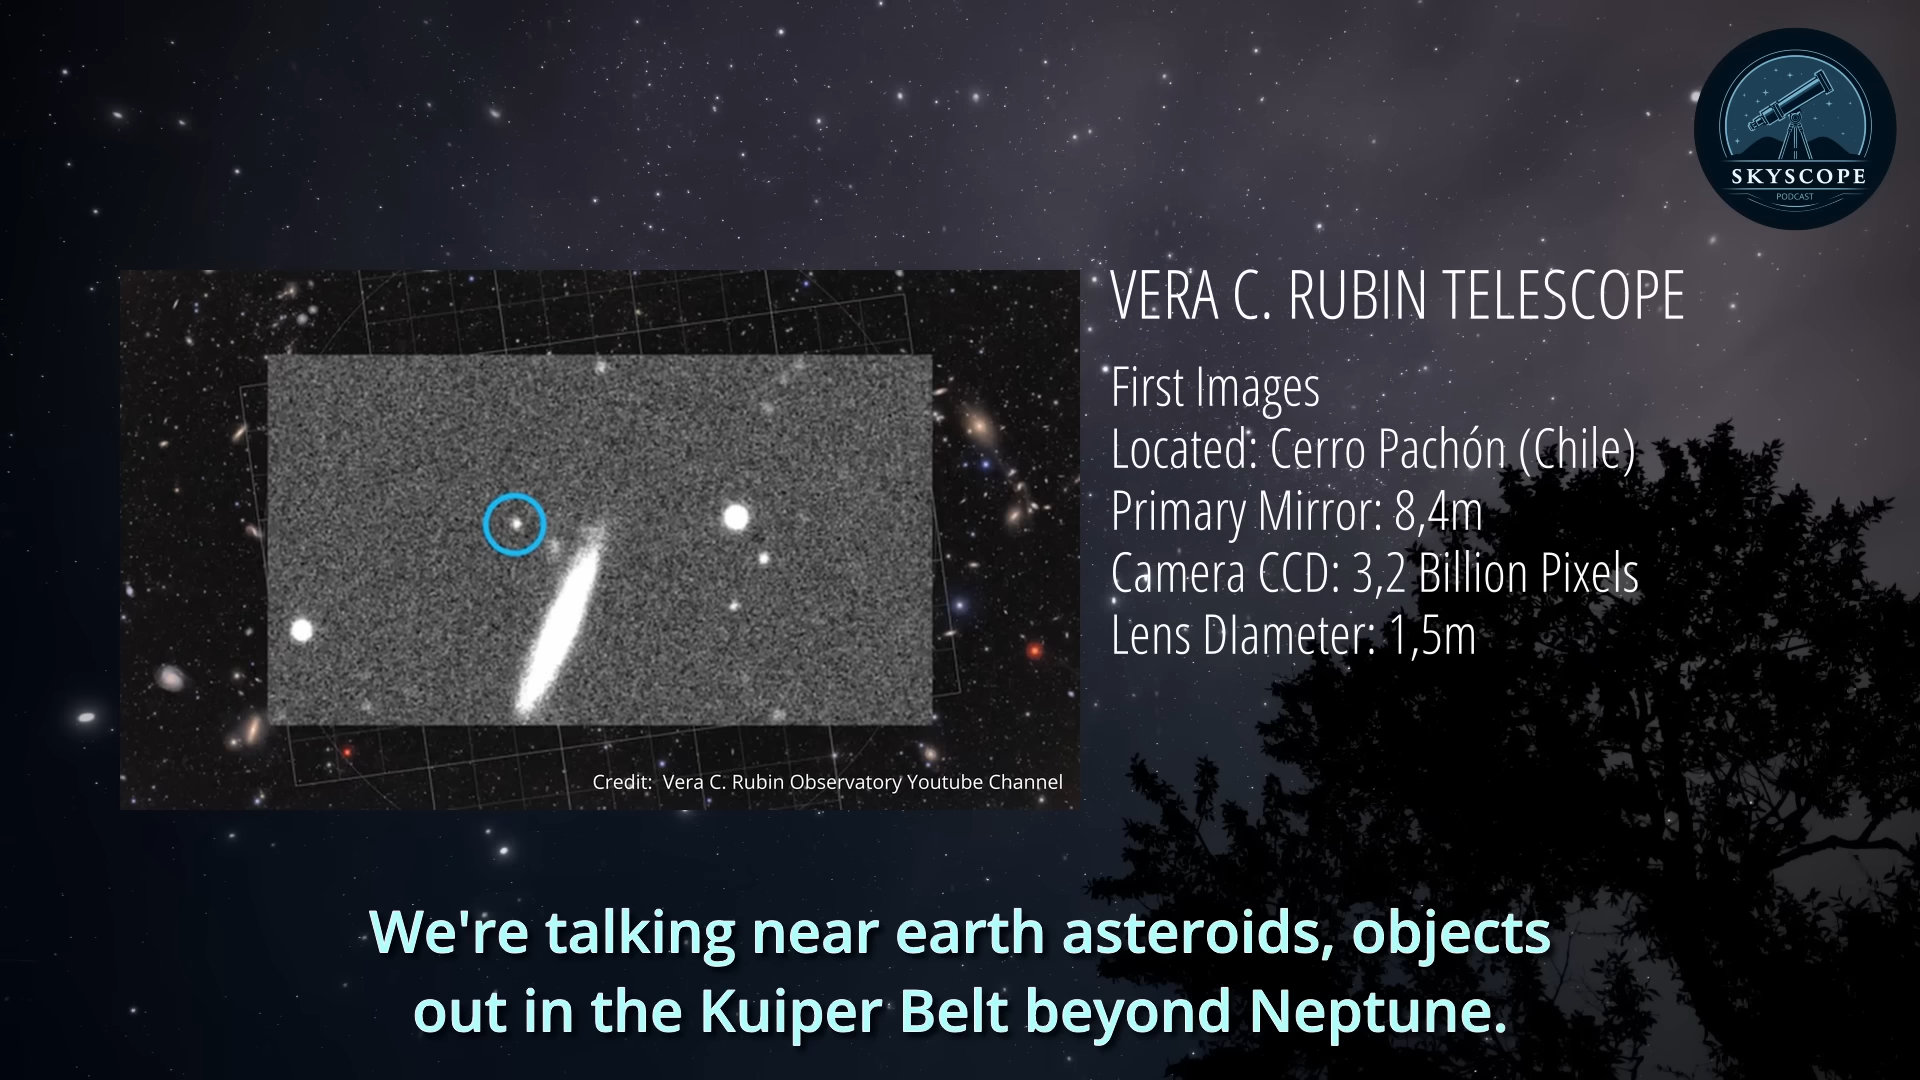 SKYSCOPE
PODCAST
VERA C. RUBIN TELESCOPE
First Images
Located: Cerro Pachón (Chile)
Primary Mirror: 8,4m
Camera CCD: 3,2 Billion Pixels
Lens DIameter: 1,5m
Credit:  Vera C. Rubin Observatory Youtube Channel
We're talking near earth asteroids, objects
out in the Kuiper Belt beyond Neptune.